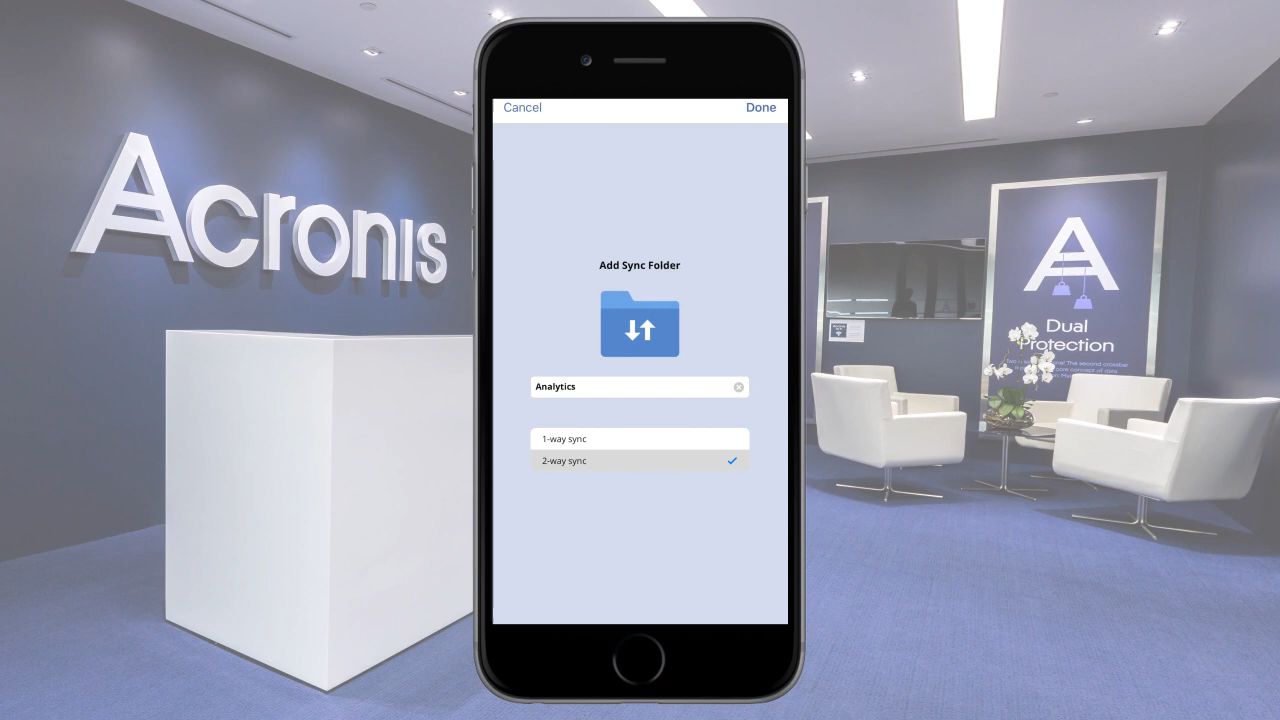 Acronis
Cancel
Done
Add Sync Folder
Analytics
1-way sync
2-way sync
A
Dual
Protection